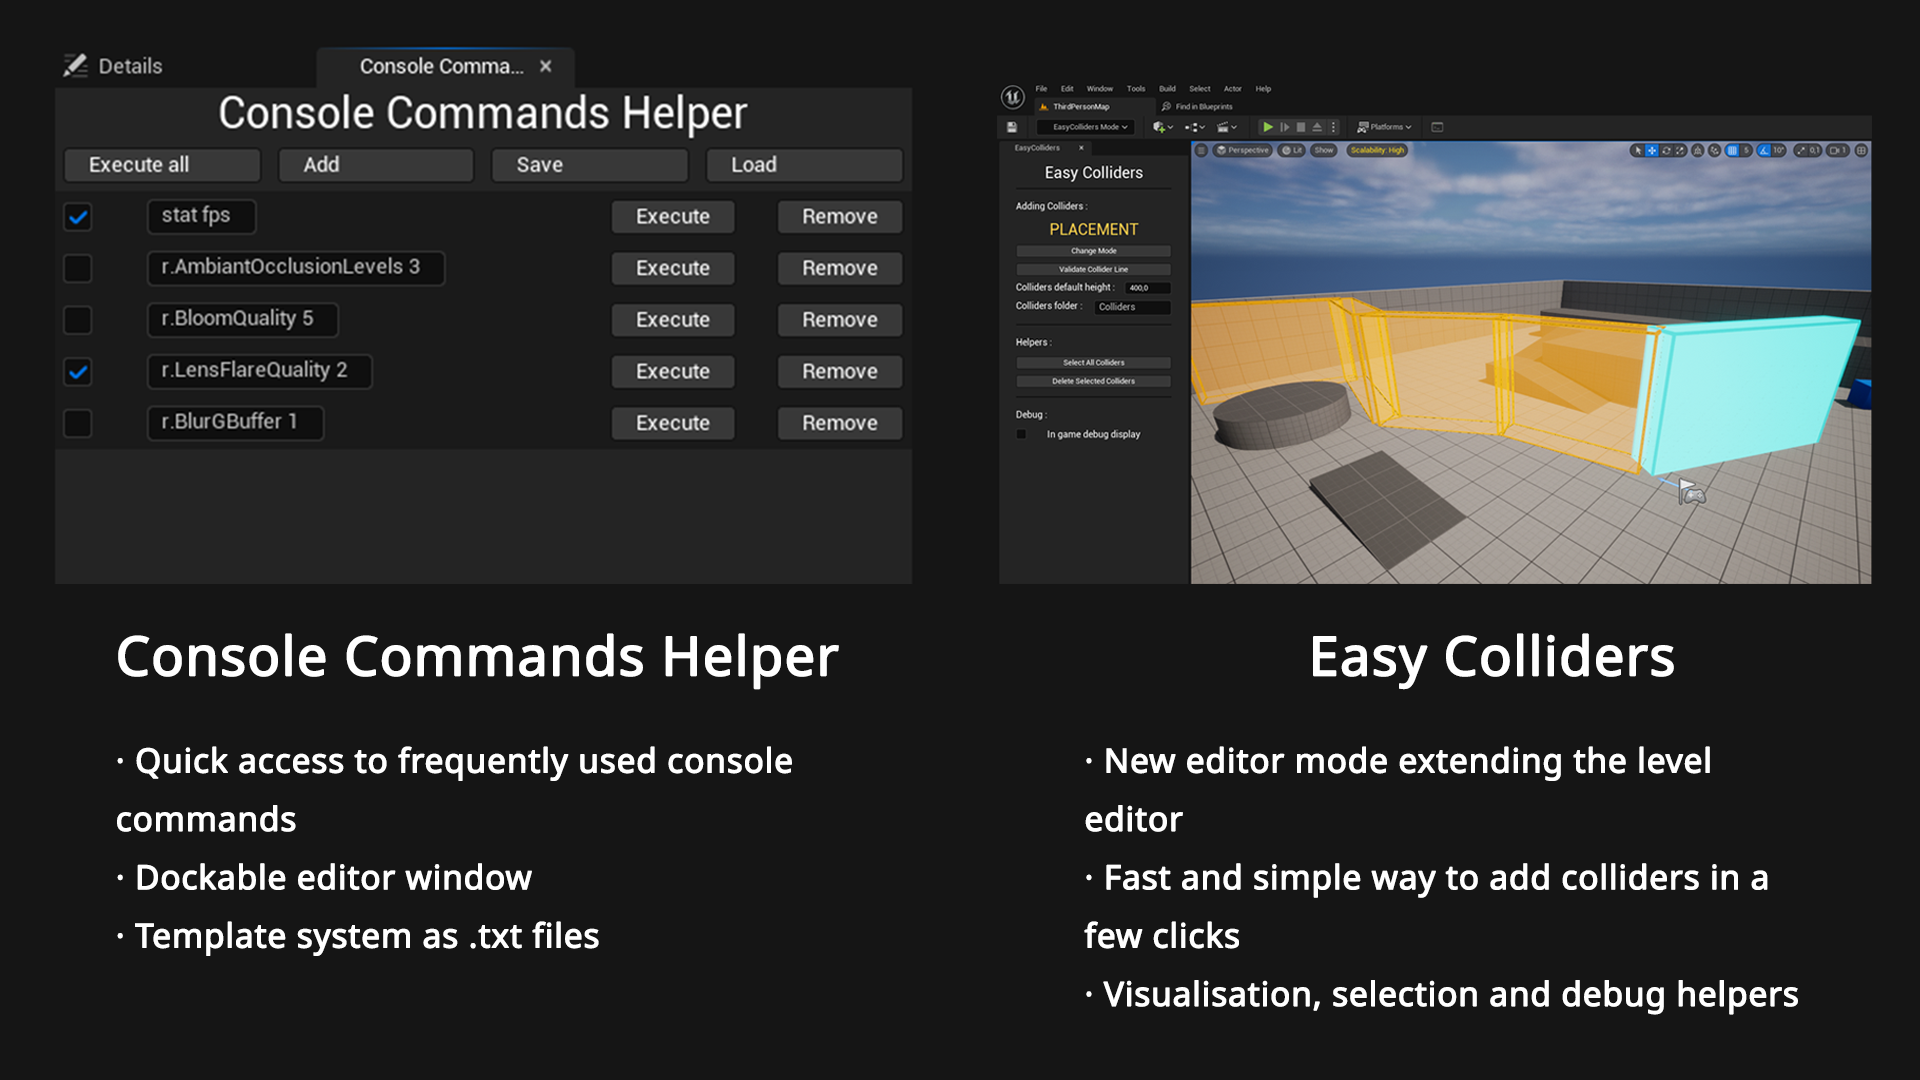 Details
Console Comma...
Console Commands Helper
Execute all Add Save Load
stat fps Execute Remove
r.AmbiantOcclusionLevels 3 Execute Remove
r.BloomQuality 5 Execute Remove
r.LensFlareQuality 2 Execute Remove
r.BlurGBuffer 1 Execute Remove
File Edit Window Tools Build Select Actor Help
ThirdPersonMap Find in Blueprints
EasyColliders Mode Platforms
EasyColliders
Perspective Lit Show Scalability: High 5 10° 0,1 1
Easy Colliders
Adding Colliders :
PLACEMENT
Change Mode
Validate Collider Line
Colliders default height : 400,0
Colliders folder : Colliders
Helpers :
Select All Colliders
Delete Selected Colliders
Debug :
In game debug display
Console Commands Helper
· Quick access to frequently used console
commands
· Dockable editor window
· Template system as .txt files
Easy Colliders
· New editor mode extending the level
editor
· Fast and simple way to add colliders in a
few clicks
· Visualisation, selection and debug helpers